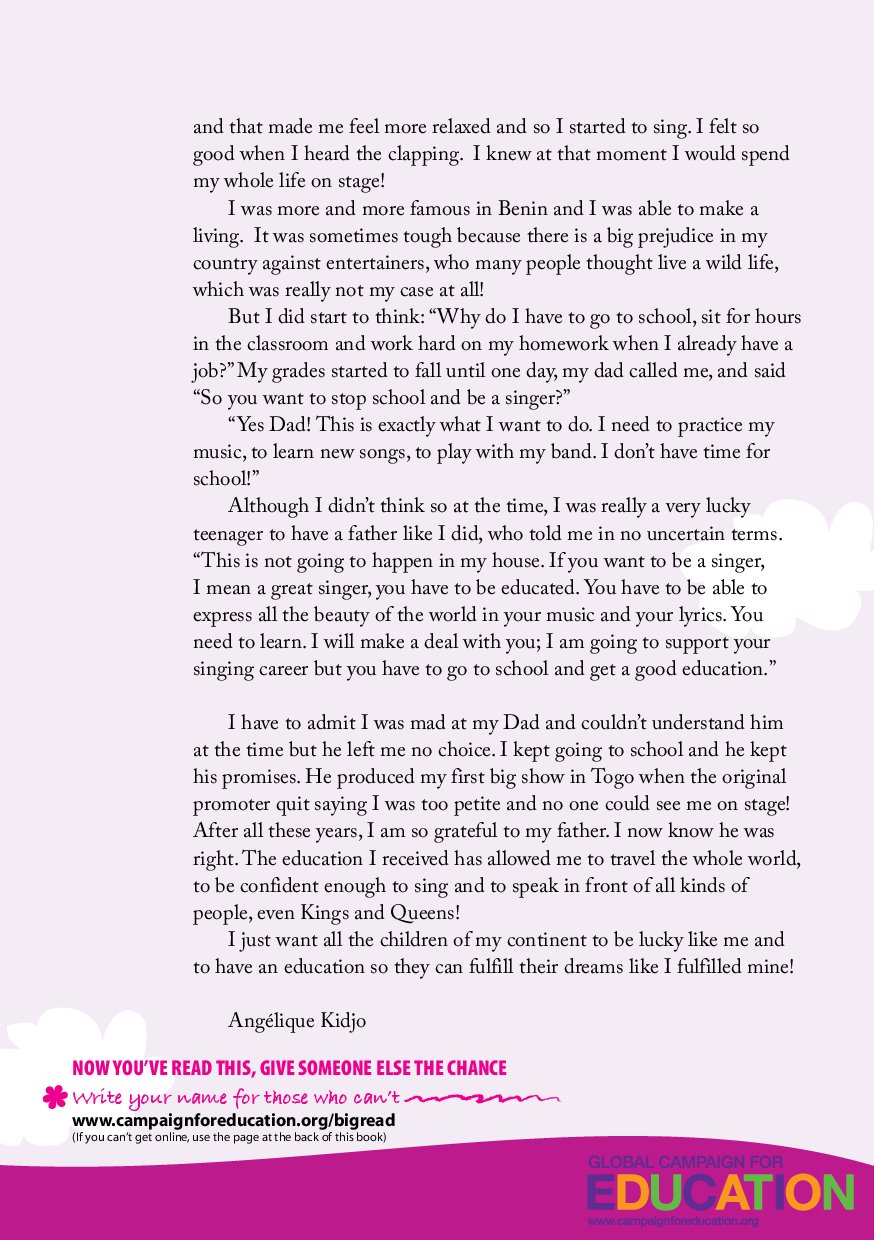 and that made me feel more relaxed and so I started to sing. I felt so
good when I heard the clapping.  I knew at that moment I would spend
my whole life on stage!
I was more and more famous in Benin and I was able to make a
living.  It was sometimes tough because there is a big prejudice in my
country against entertainers, who many people thought live a wild life,
which was really not my case at all!
But I did start to think: “Why do I have to go to school, sit for hours
in the classroom and work hard on my homework when I already have a
job?” My grades started to fall until one day, my dad called me, and said
“So you want to stop school and be a singer?”
“Yes Dad! This is exactly what I want to do. I need to practice my
music, to learn new songs, to play with my band. I don’t have time for
school!”
Although I didn’t think so at the time, I was really a very lucky
teenager to have a father like I did, who told me in no uncertain terms.
“This is not going to happen in my house. If you want to be a singer,
I mean a great singer, you have to be educated. You have to be able to
express all the beauty of the world in your music and your lyrics. You
need to learn. I will make a deal with you; I am going to support your
singing career but you have to go to school and get a good education.”
I have to admit I was mad at my Dad and couldn’t understand him
at the time but he left me no choice. I kept going to school and he kept
his promises. He produced my first big show in Togo when the original
promoter quit saying I was too petite and no one could see me on stage!
After all these years, I am so grateful to my father. I now know he was
right. The education I received has allowed me to travel the whole world,
to be confident enough to sing and to speak in front of all kinds of
people, even Kings and Queens!
I just want all the children of my continent to be lucky like me and
to have an education so they can fulfill their dreams like I fulfilled mine!
Angélique Kidjo
NOW YOU’VE READ THIS, GIVE SOMEONE ELSE THE CHANCE
Write your name for those who can’t
www.campaignforeducation.org/bigread
(If you can’t get online, use the page at the back of this book)
GLOBAL CAMPAIGN FOR
EDUCATION
www.campaignforeducation.org